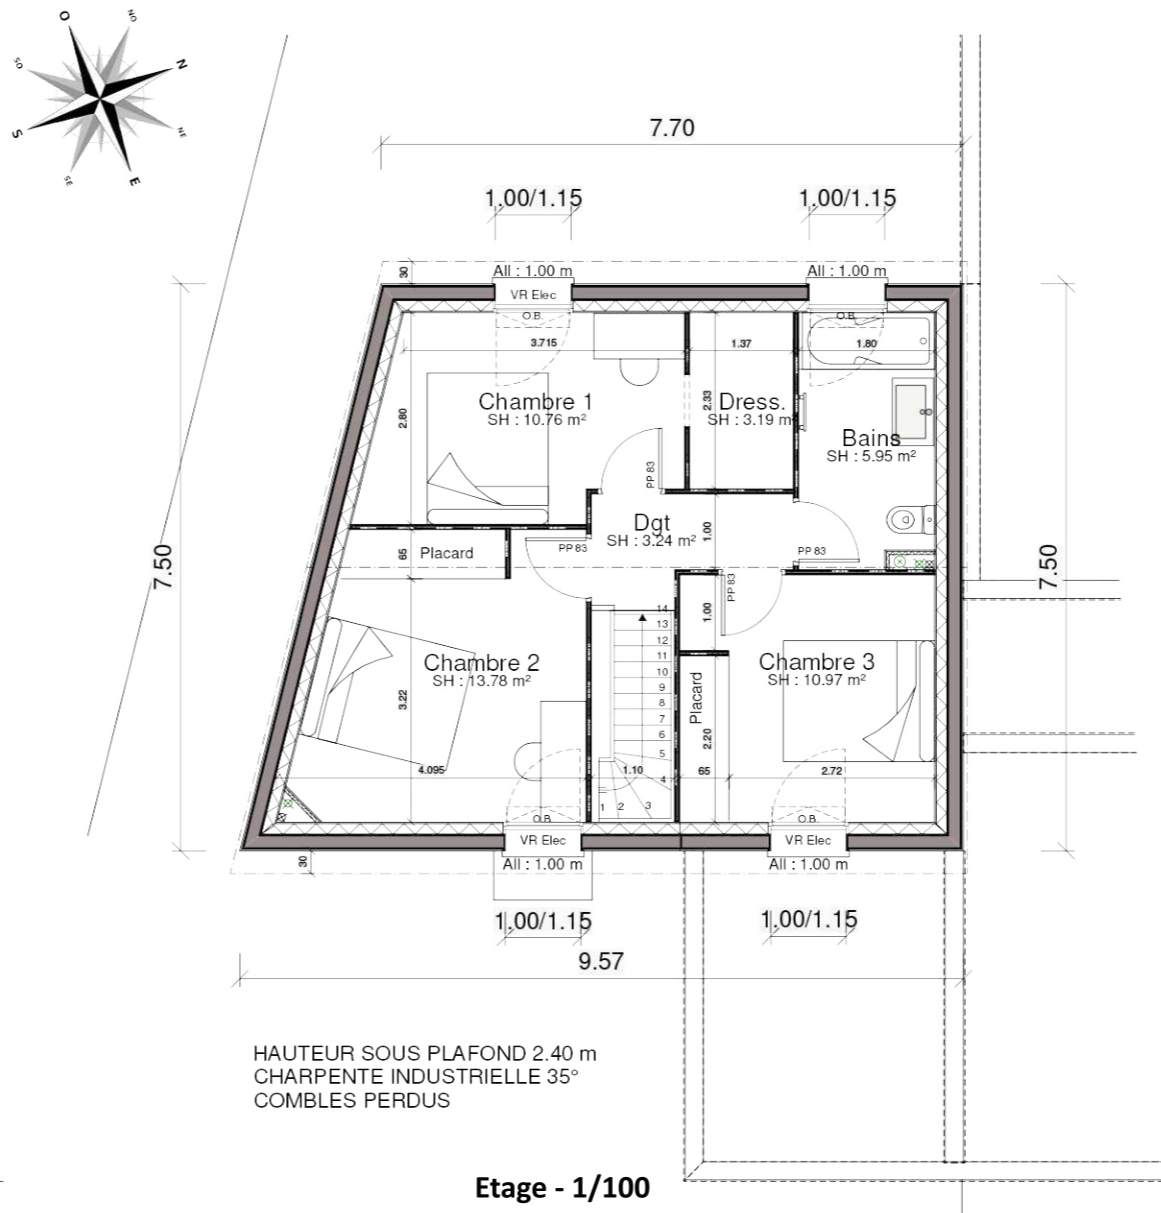 O
NO
SO
N
S
NE
SE
E
7.70
1.00/1.15
1.00/1.15
30
All : 1.00 m
All : 1.00 m
VR Elec
O.B.
O.B.
3.715
1.37
1.80
2.80
2.33
Chambre 1
SH : 10.76 m²
Dress.
SH : 3.19 m
Bains
SH : 5.95 m²
PP 83
Dgt
SH : 3.24 m²
1.00
7.50
65
Placard
PP 83
PP 83
7.50
PP 83
14
13
12
11
10
9
8
7
6
5
4
3
2
1
1.00
Chambre 2
SH : 13.78 m²
Chambre 3
SH : 10.97 m²
3.22
Placard
2.20
4.095
1.10
65
2.72
O.B.
O.B.
VR Elec
VR Elec
30
All : 1.00 m
All : 1.00 m
1.00/1.15
1.00/1.15
9.57
HAUTEUR SOUS PLAFOND 2.40 m
CHARPENTE INDUSTRIELLE 35°
COMBLES PERDUS
Etage - 1/100